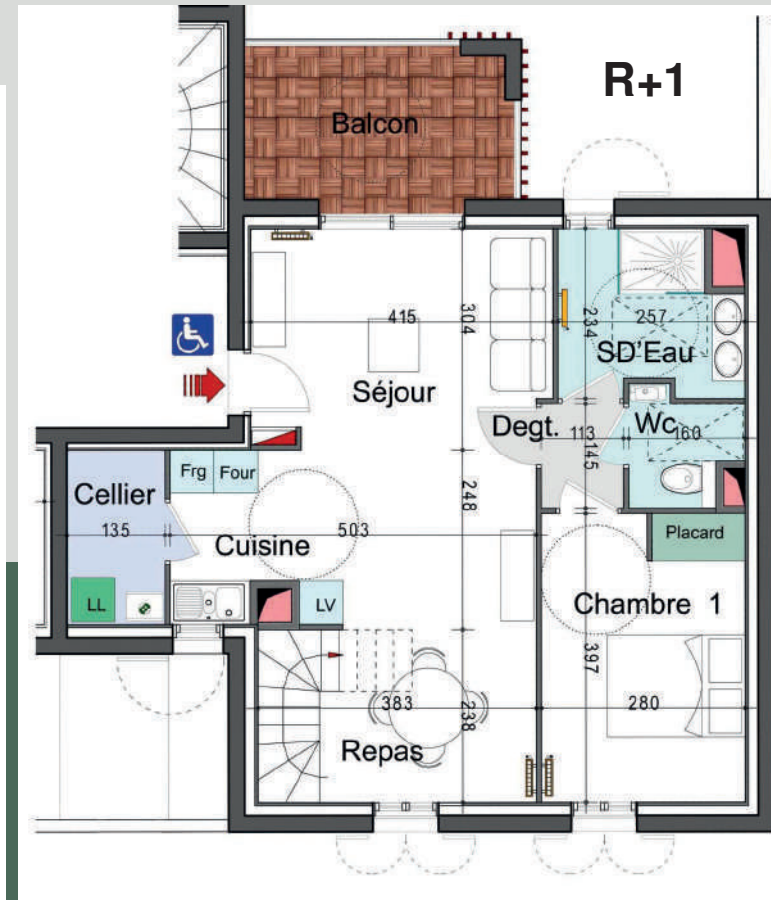 R+1
Balcon
415
304
234
257
SD'Eau
Séjour
Degt.
113
145
Wc
160
Frg
Four
Cellier
135
248
503
Cuisine
Placard
LL
LV
Chambre 1
397
383
238
280
Repas